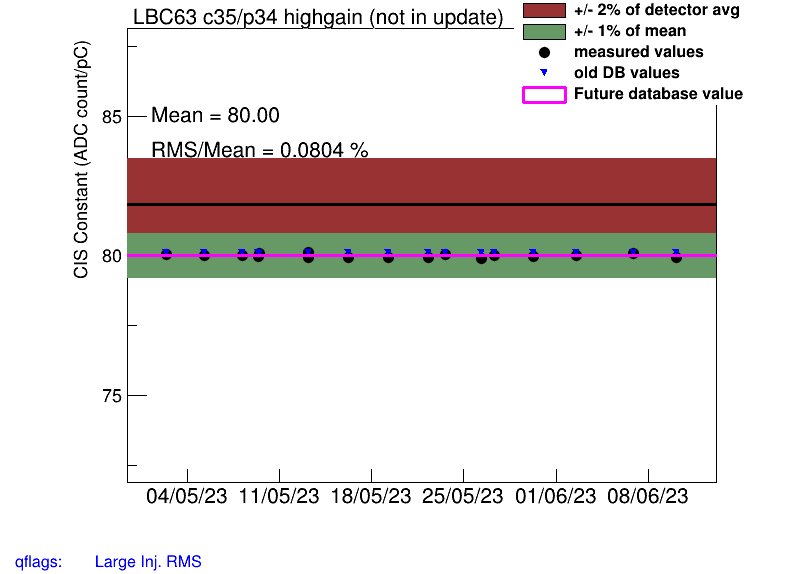 LBC63 c35/p34 highgain (not in update)
+/- 2% of detector avg
+/- 1% of mean
measured values
old DB values
Future database value
CIS Constant (ADC count/pC)
Mean = 80.00
RMS/Mean = 0.0804 %
85
80
75
04/05/23 11/05/23 18/05/23 25/05/23 01/06/23 08/06/23
qflags: Large Inj. RMS